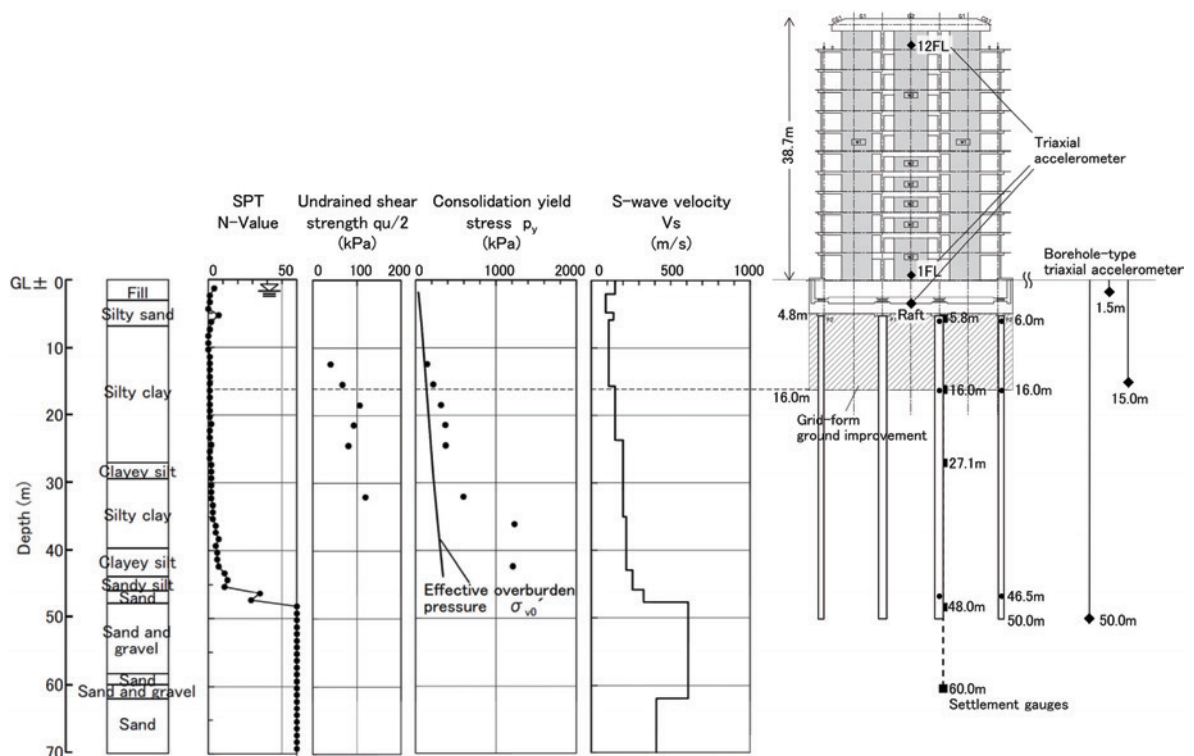 SPT
N-Value
Undrained shear
strength qu/2
(kPa)
Consolidation yield
stress py
(kPa)
S-wave velocity
Vs
(m/s)
0 50
0 100 200
0 1000 2000
0 500 1000
GL± 0
10
20
30
40
50
60
70
Depth (m)
Fill
Silty sand
Silty clay
Clayey silt
Silty clay
Clayey silt
Sandy silt
Sand
Sand and
gravel
Sand
Sand and gravel
Sand
Effective overburden
pressure σv0′
38.7m
12FL
Triaxial
accelerometer
1FL
Borehole-type
triaxial accelerometer
Raft
4.8m
5.8m
6.0m
1.5m
16.0m
16.0m
16.0m
15.0m
Grid-form
ground improvement
27.1m
46.5m
48.0m
50.0m
50.0m
60.0m
Settlement gauges